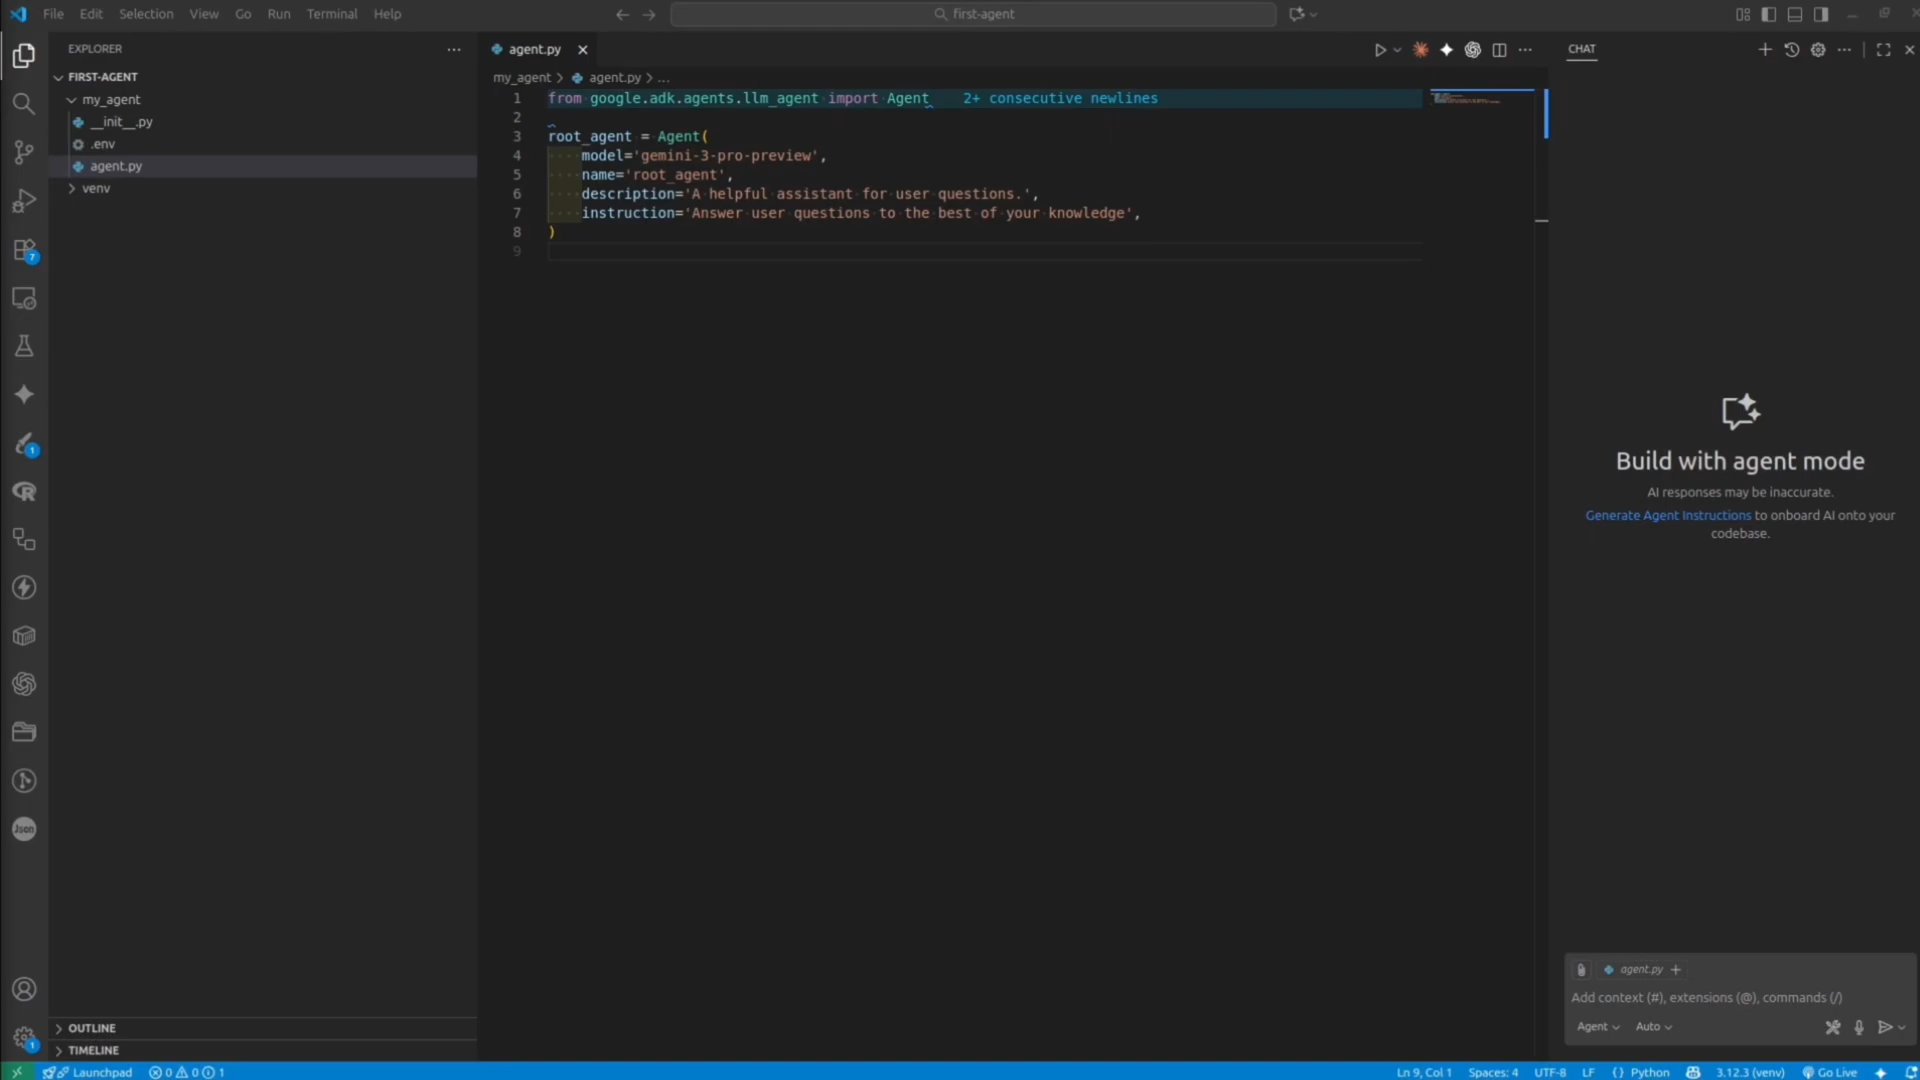 File Edit Selection View Go Run Terminal Help
first-agent
EXPLORER
FIRST-AGENT
my_agent
__init__.py
.env
agent.py
venv
OUTLINE
TIMELINE
7
1
Json
1
agent.py
my_agent > agent.py > ...
1 from google.adk.agents.llm_agent import Agent 2+ consecutive newlines
2
3 root_agent = Agent(
4 model='gemini-3-pro-preview',
5 name='root_agent',
6 description='A helpful assistant for user questions.',
7 instruction='Answer user questions to the best of your knowledge',
8 )
9
CHAT
Build with agent mode
AI responses may be inaccurate.
Generate Agent Instructions to onboard AI onto your
codebase.
agent.py
Add context (#), extensions (@), commands (/)
Agent Auto
Launchpad 0 0 1 Ln 9, Col 1 Spaces: 4 UTF-8 LF {} Python 3.12.3 (venv) Go Live